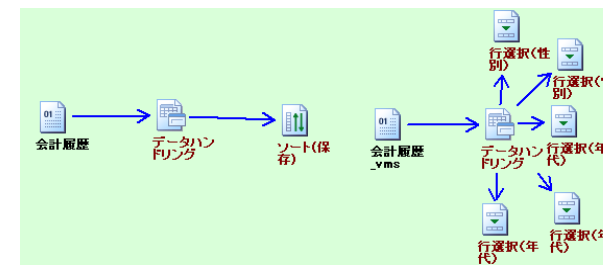 行選択(性
別)
行選択(
別)
01
会計履歴
データハン
ドリング
ソート(保
存)
01
会計履歴
_vms
データハン
ドリング
行選択(年
代)
行選択(年
代)
行選択(年
代)